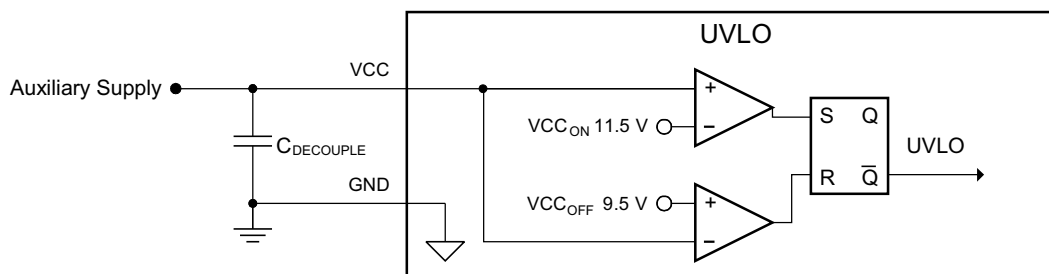 UVLO
VCC
Auxiliary Supply
+
S Q
VCC_ON 11.5 V
−
C_DECOUPLE
UVLO
GND
R Q̅
VCC_OFF 9.5 V
+
−